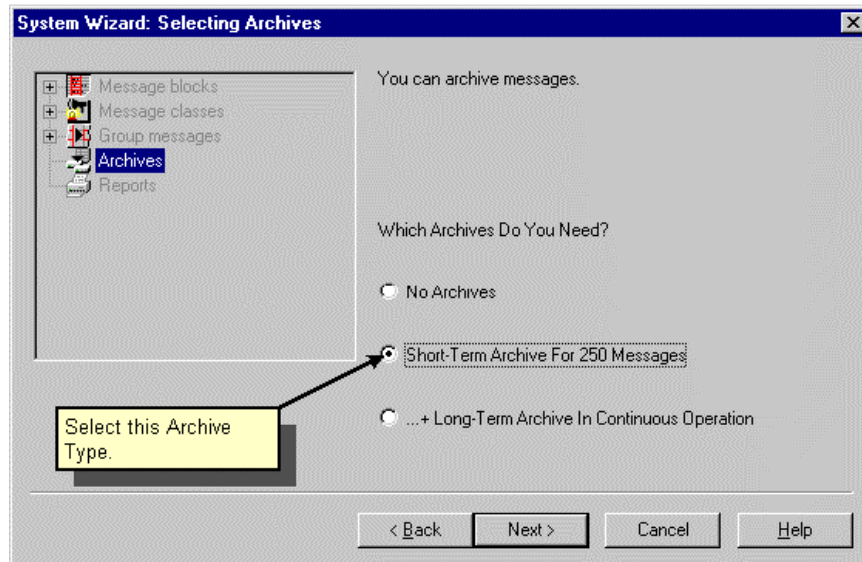 System Wizard: Selecting Archives
Message blocks
Message classes
Group messages
Archives
Reports
You can archive messages.
Which Archives Do You Need?
No Archives
Short-Term Archive For 250 Messages
...+ Long-Term Archive In Continuous Operation
Select this Archive
Type.
< Back
Next >
Cancel
Help